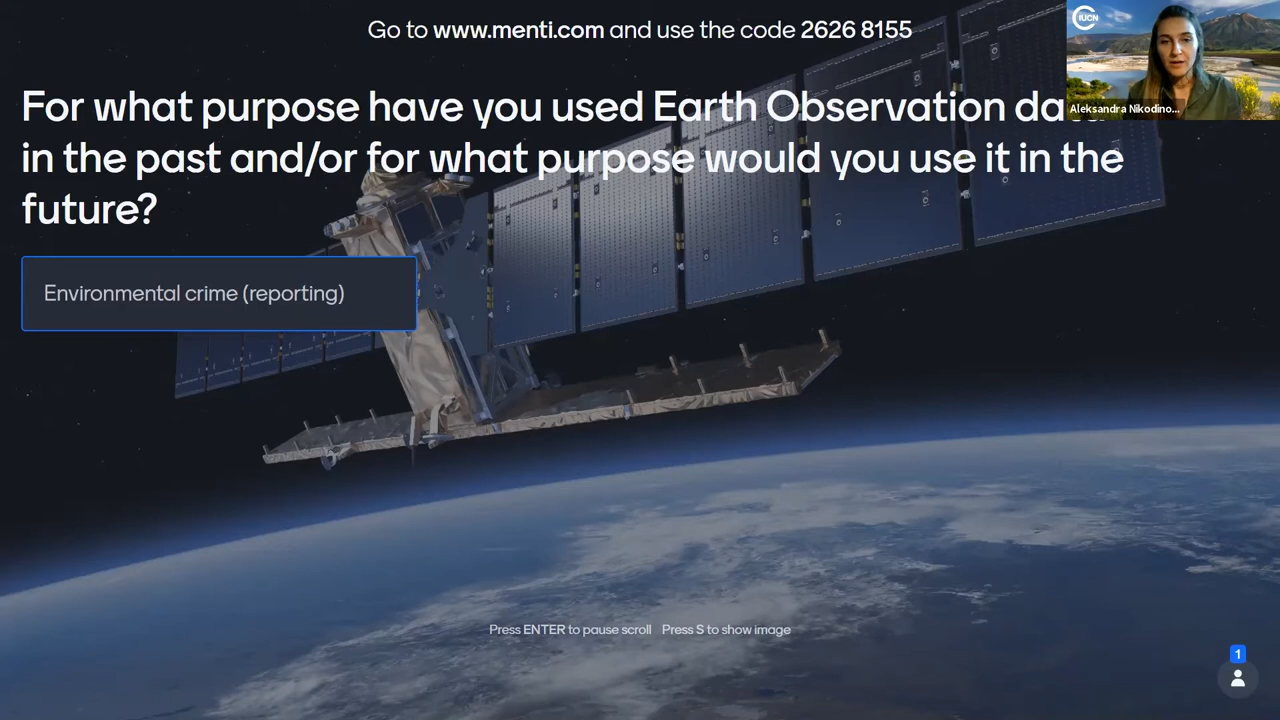 Go to www.menti.com and use the code 2626 8155
IUCN
For what purpose have you used Earth Observation
in the past and/or for what purpose would you use it in the
future?
Aleksandra Nikodino...
Environmental crime (reporting)
Press ENTER to pause scroll Press S to show image
1